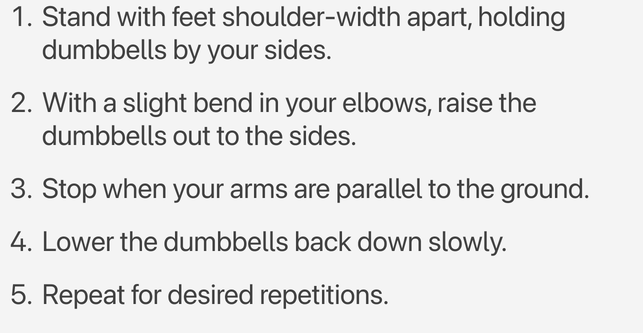 1. Stand with feet shoulder-width apart, holding
dumbbells by your sides.
2. With a slight bend in your elbows, raise the
dumbbells out to the sides.
3. Stop when your arms are parallel to the ground.
4. Lower the dumbbells back down slowly.
5. Repeat for desired repetitions.